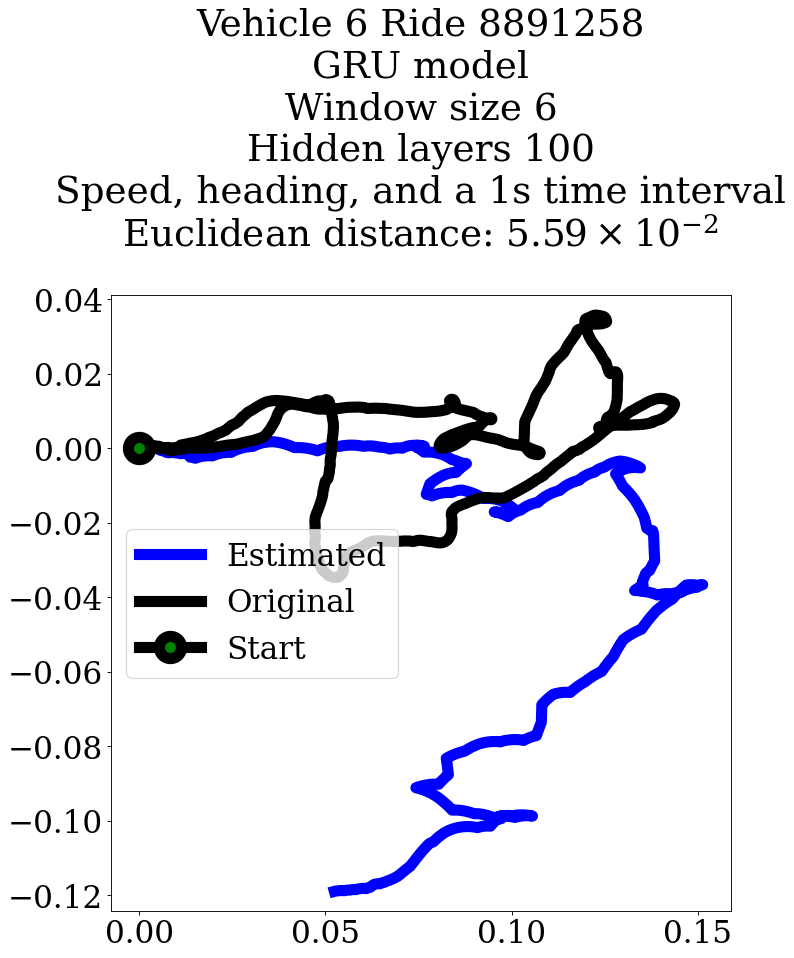 Vehicle 6 Ride 8891258
GRU model
Window size 6
Hidden layers 100
Speed, heading, and a 1s time interval
Euclidean distance: 5.59 × 10⁻²
0.04
0.02
0.00
−0.02
−0.04
−0.06
−0.08
−0.10
−0.12
Estimated
Original
Start
0.00 0.05 0.10 0.15